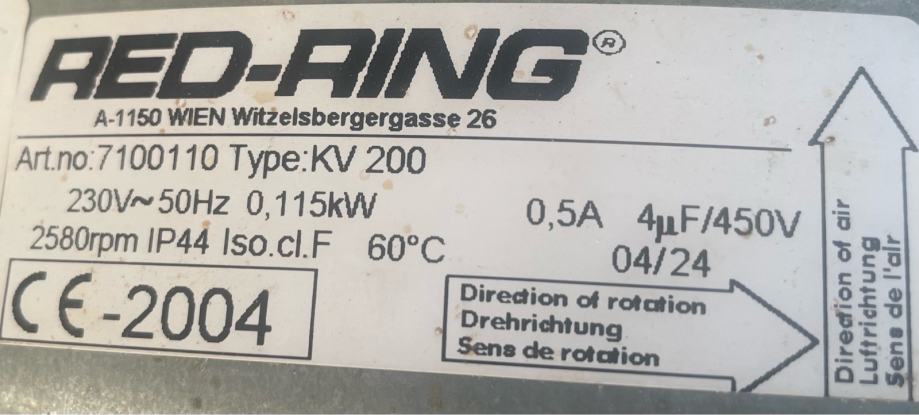 RED-RING®
A-1150 WIEN Witzelsbergergasse 26
Art.no:7100110 Type:KV 200
230V~50Hz 0,115kW 0,5A 4µF/450V
2580rpm IP44 Iso.cl.F 60°C 04/24
CE-2004
Direction of rotation
Drehrichtung
Sens de rotation
Direction of air
Luftrichtung
Sens de l'air